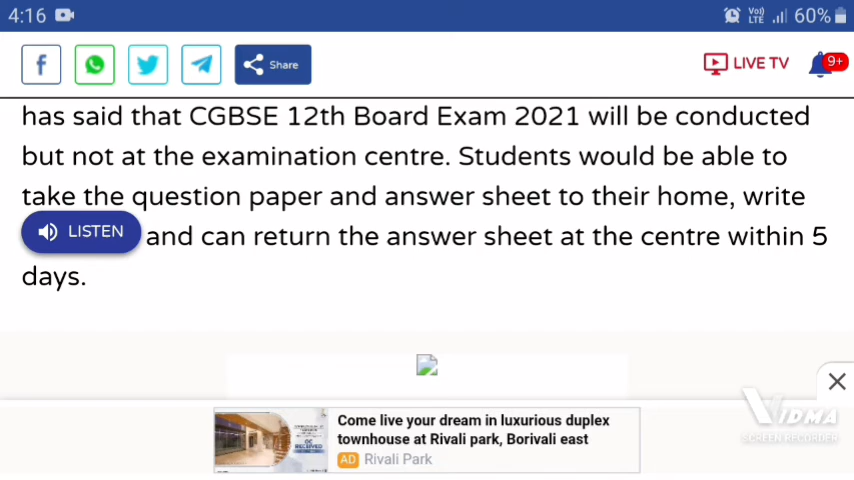 4:16
Vo)) LTE
60%
f
Share
LIVE TV
9+
has said that CGBSE 12th Board Exam 2021 will be conducted
but not at the examination centre. Students would be able to
take the question paper and answer sheet to their home, write
LISTEN and can return the answer sheet at the centre within 5
days.
Come live your dream in luxurious duplex
townhouse at Rivali park, Borivali east
AD Rivali Park
VIDMA
SCREEN RECORDER